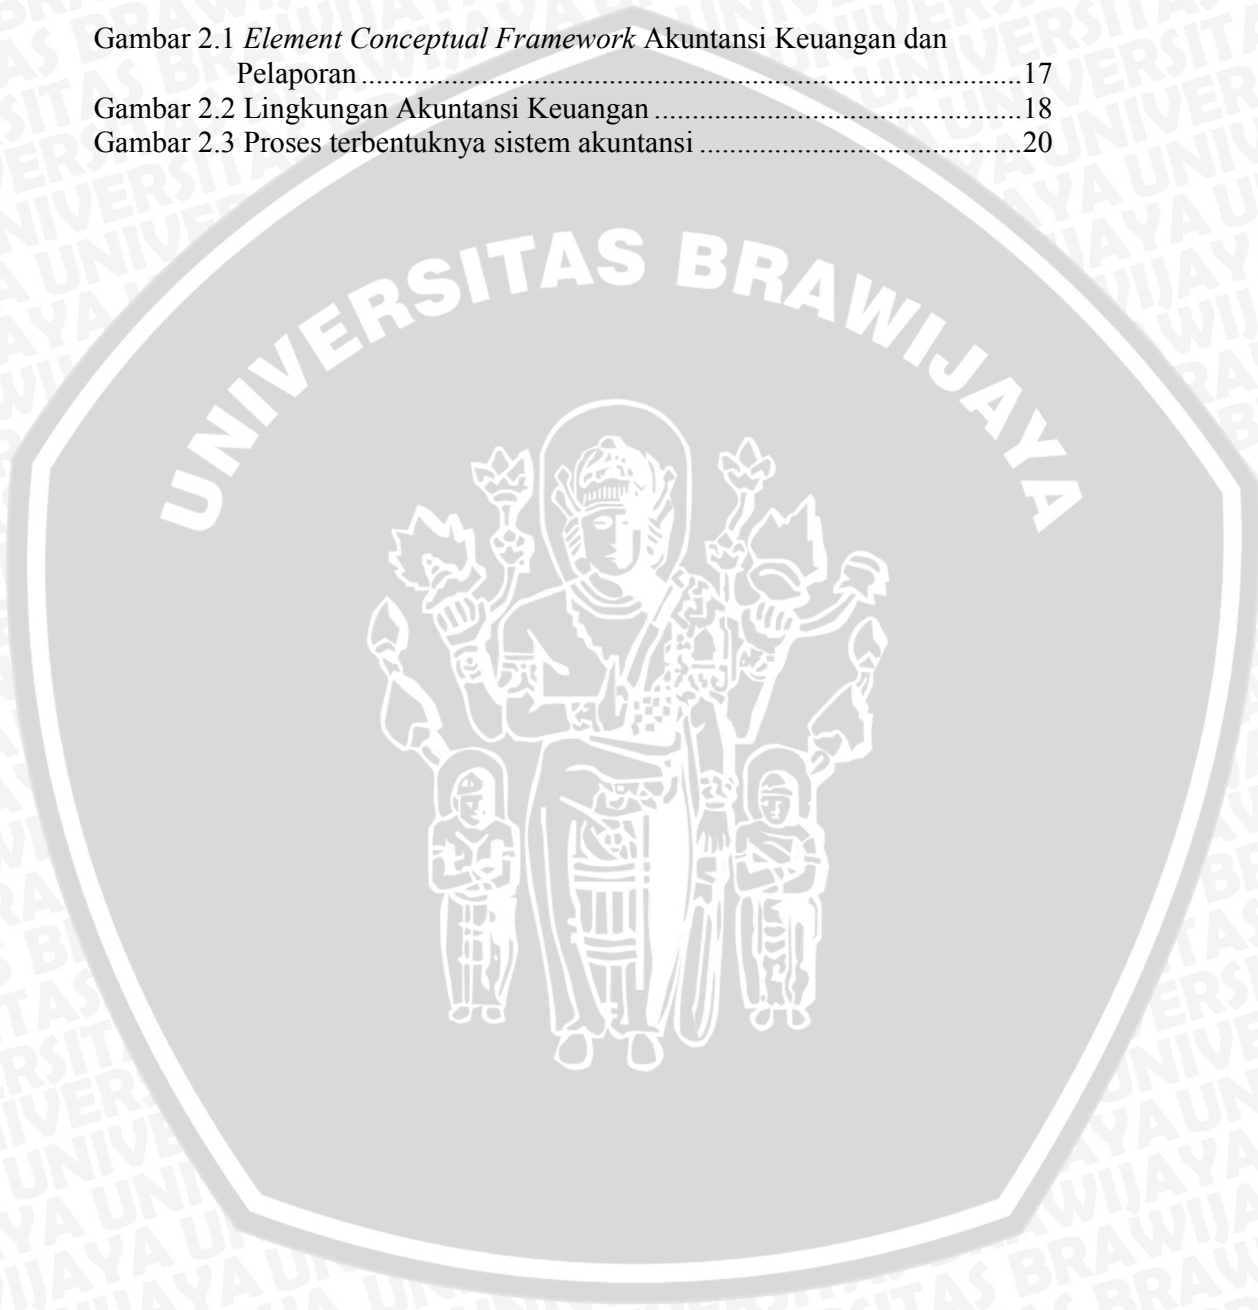 Gambar 2.1 Element Conceptual Framework Akuntansi Keuangan dan
Pelaporan.........................................................................................17
Gambar 2.2 Lingkungan Akuntansi Keuangan..................................................18
Gambar 2.3 Proses terbentuknya sistem akuntansi...........................................20
UNIVERSITAS BRAWIJAYA